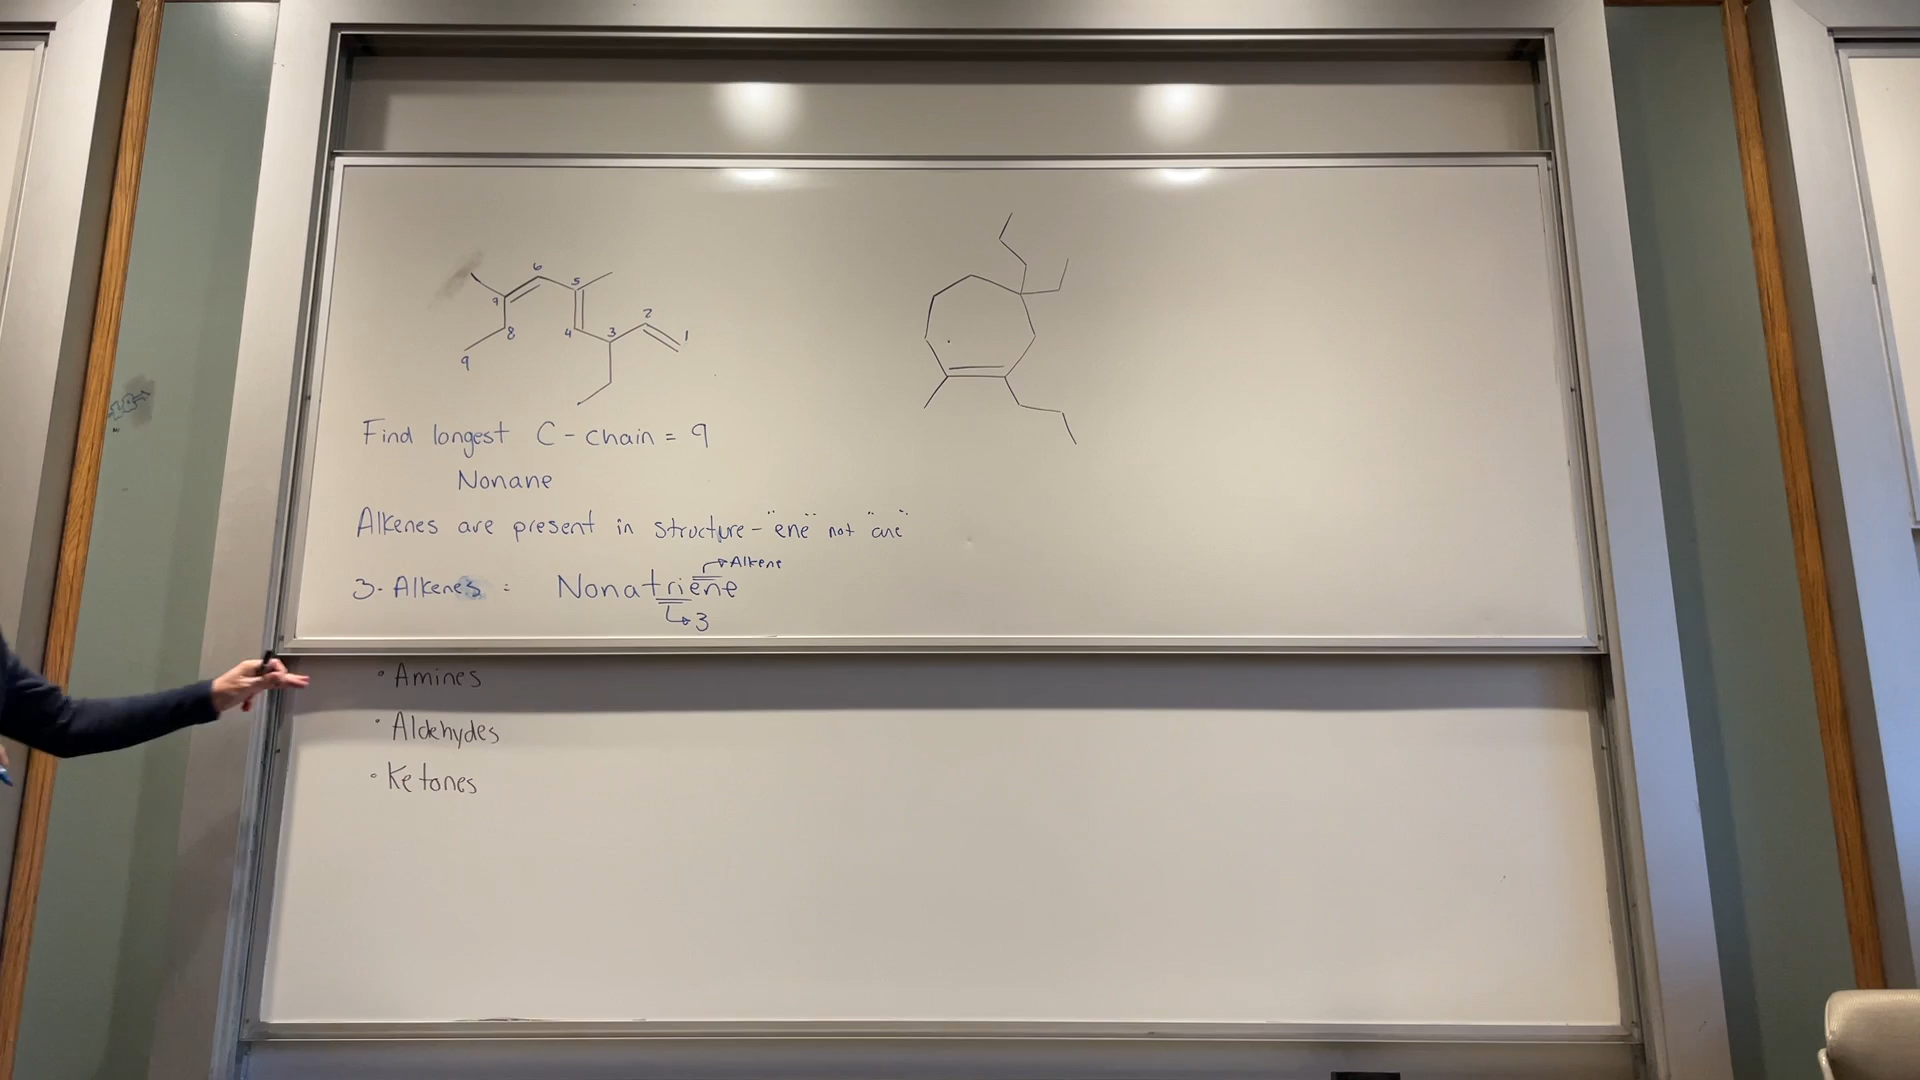 6
5
9
2
8
4
3
1
9
Find longest C-chain = 9
Nonane
Alkenes are present in structure - "ene" not "ane"
Alkene
3-Alkenes = Nonatriene
3
• Amines
• Aldehydes
• Ketones